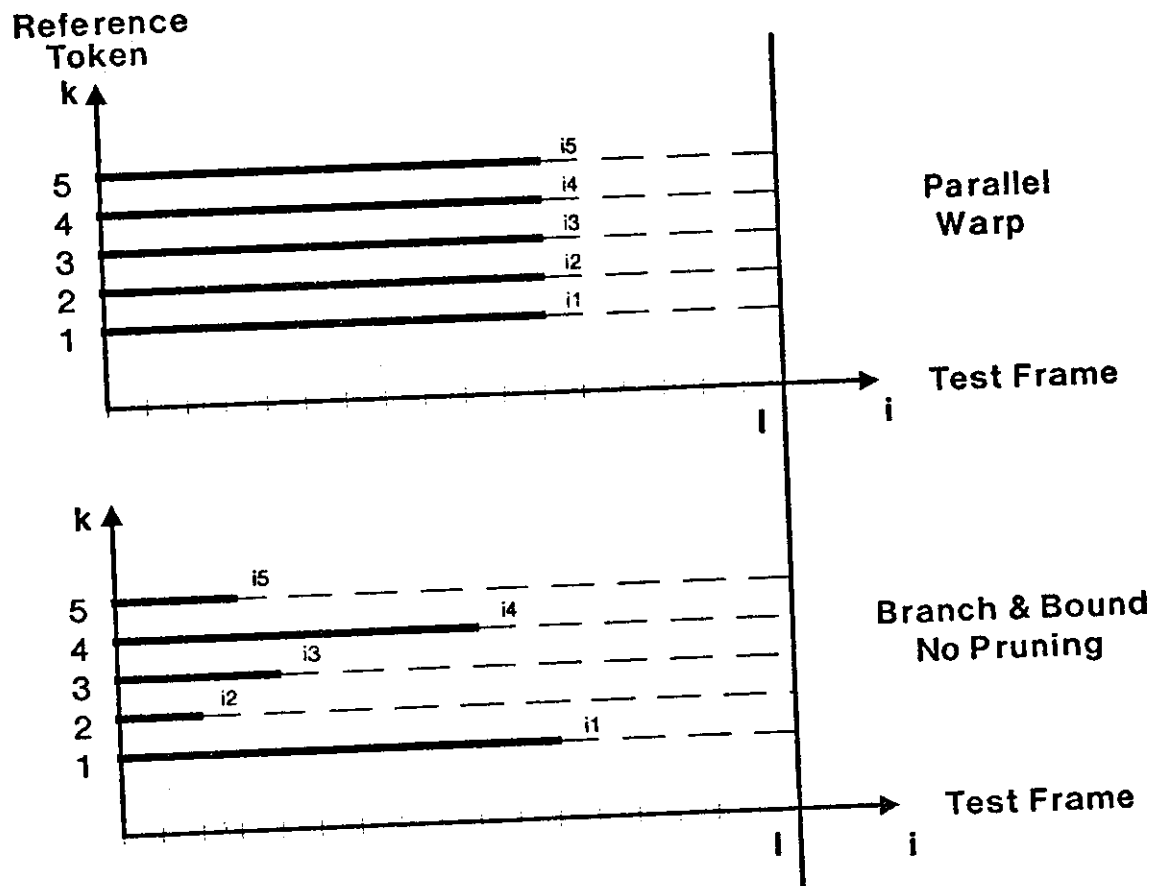 Reference
Token
k
i5
5
i4
4
i3
3
i2
2
i1
1
Parallel
Warp
Test Frame
I
i
k
i5
5
i4
4
i3
3
i2
2
i1
1
Branch & Bound
No Pruning
Test Frame
I
i